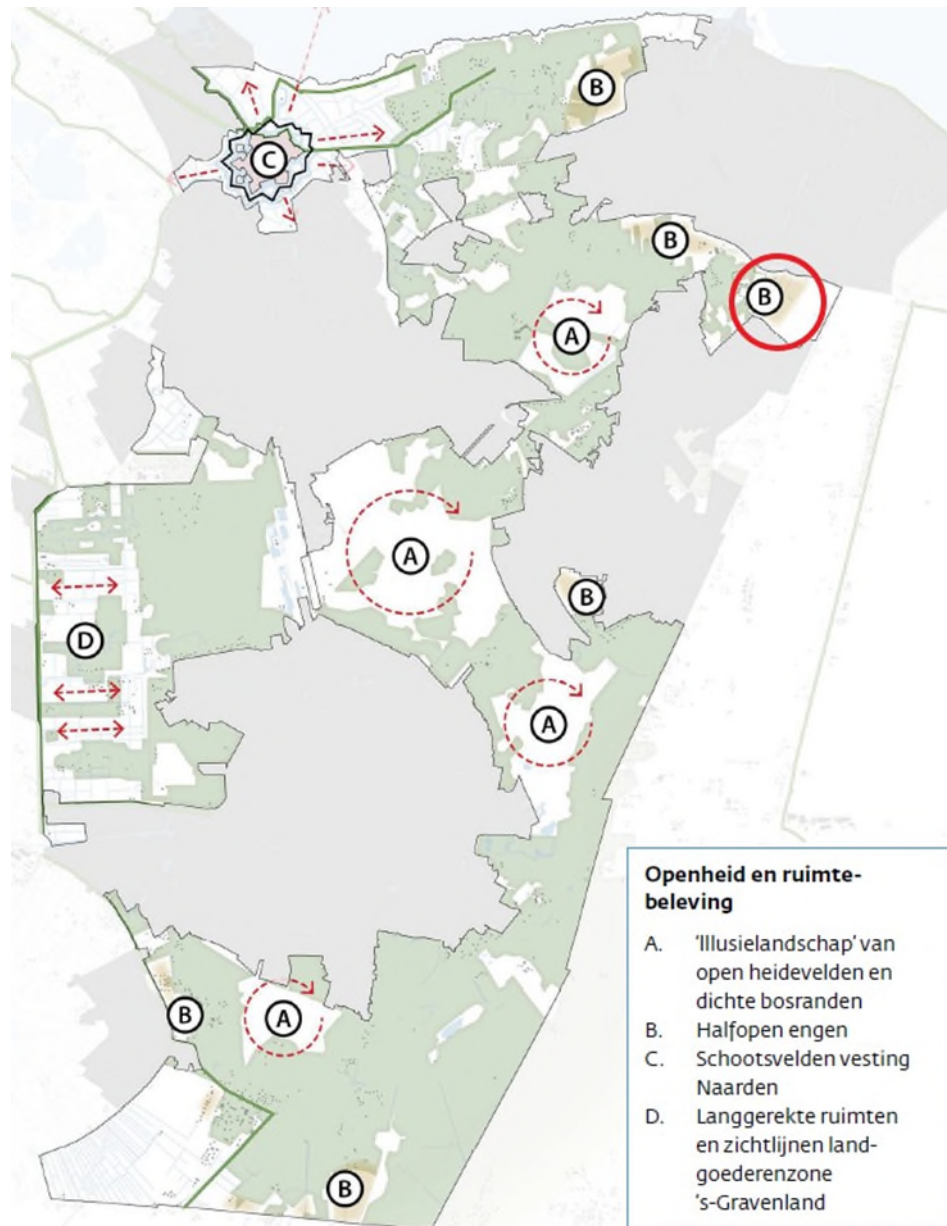 B
C
B
B
A
A
B
D
A
B
A
B
Openheid en ruimte-
beleving
A. 'Illusielandschap' van
open heidevelden en
dichte bosranden
B. Halfopen engen
C. Schootsvelden vesting
Naarden
D. Langgerekte ruimten
en zichtlijnen land-
goederenzone
's-Graveland